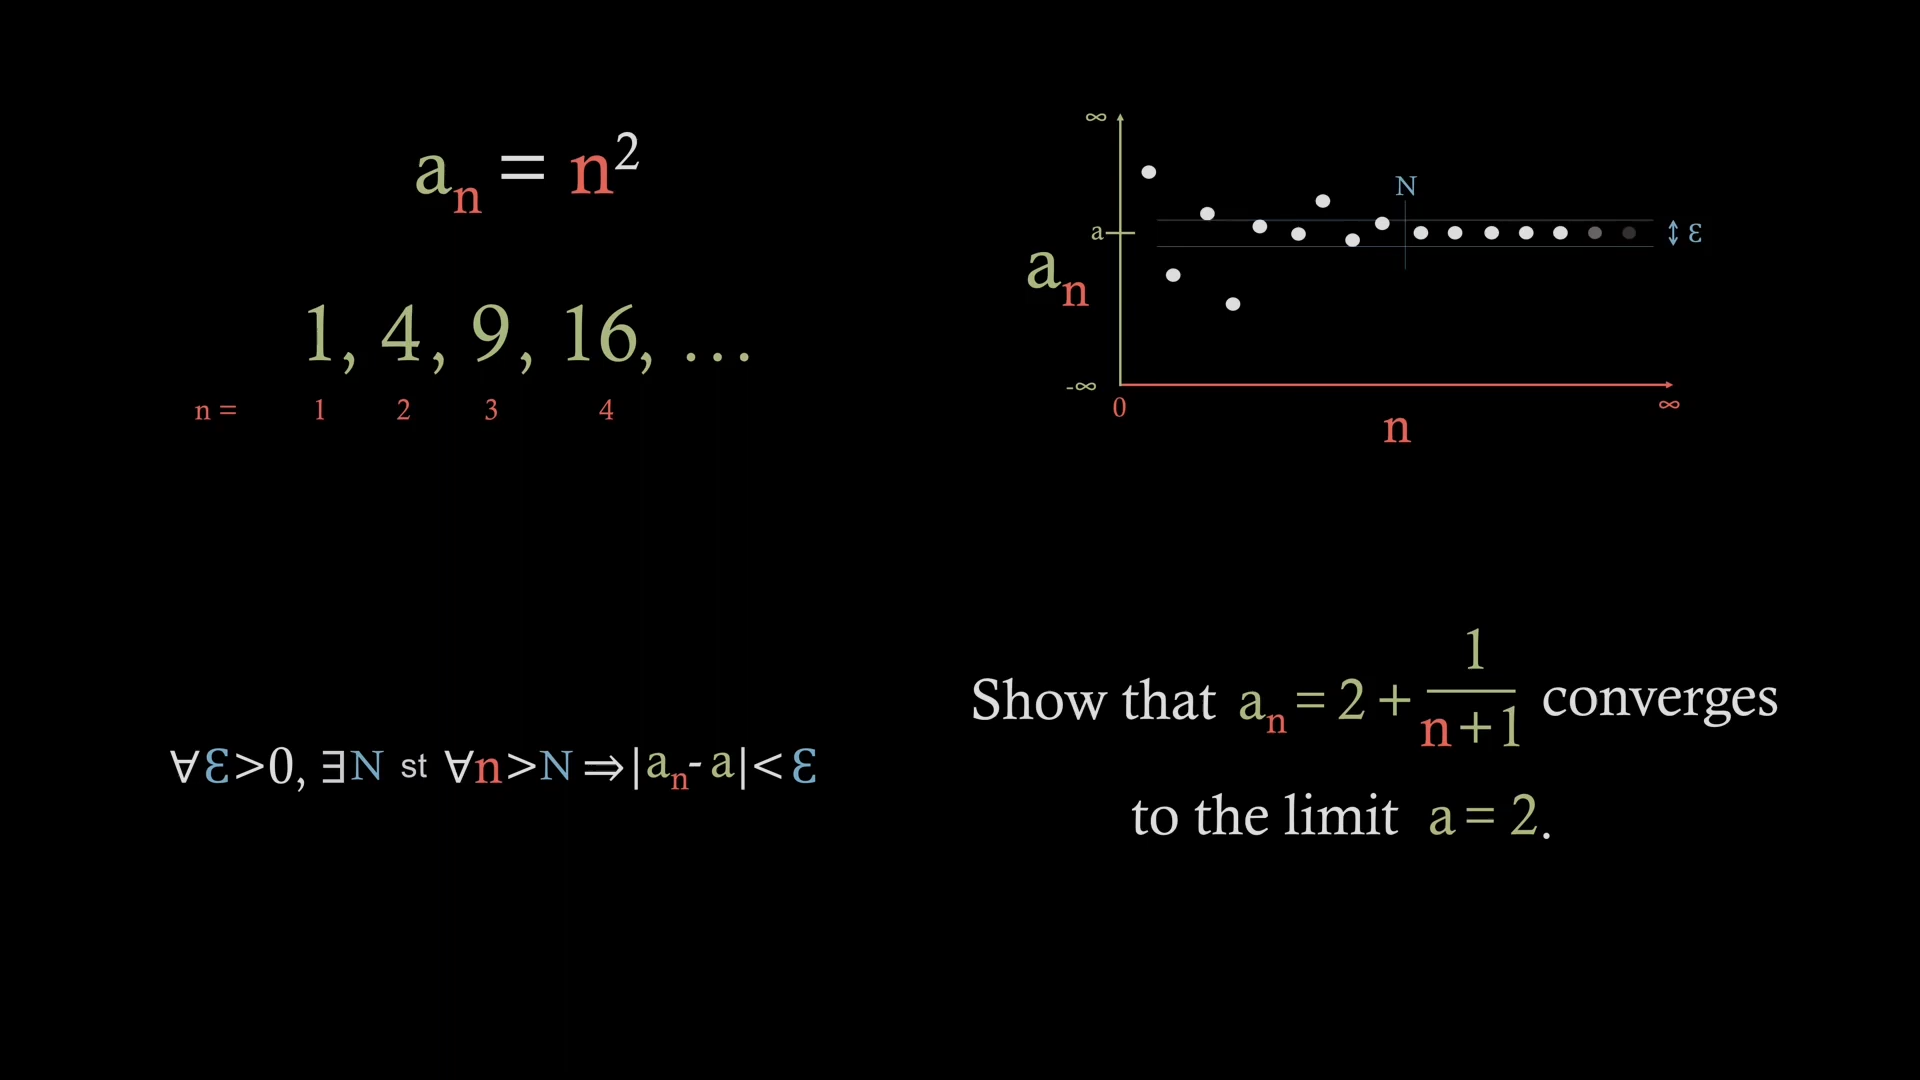 aₙ = n²
1, 4, 9, 16, …
n = 1 2 3 4
∞
N
a
ε
aₙ
-∞
0
∞
n
∀ε>0, ∃N st ∀n>N ⇒ |aₙ- a|< ε
Show that aₙ = 2 + 1/(n+1) converges
to the limit a = 2.